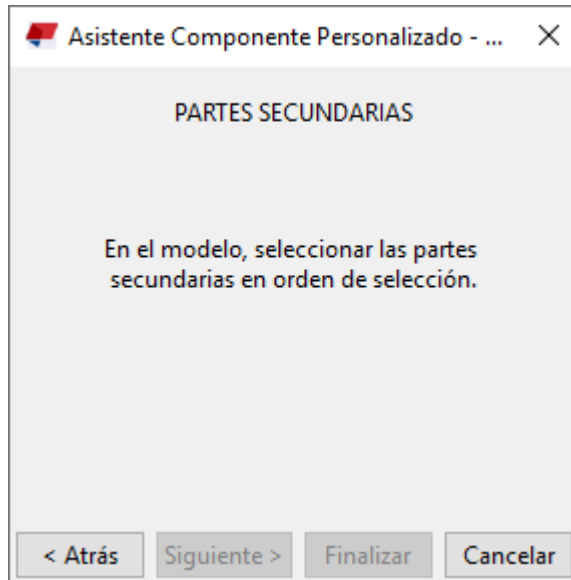 Asistente Componente Personalizado - ...
PARTES SECUNDARIAS
En el modelo, seleccionar las partes
secundarias en orden de selección.
< Atrás Siguiente > Finalizar Cancelar